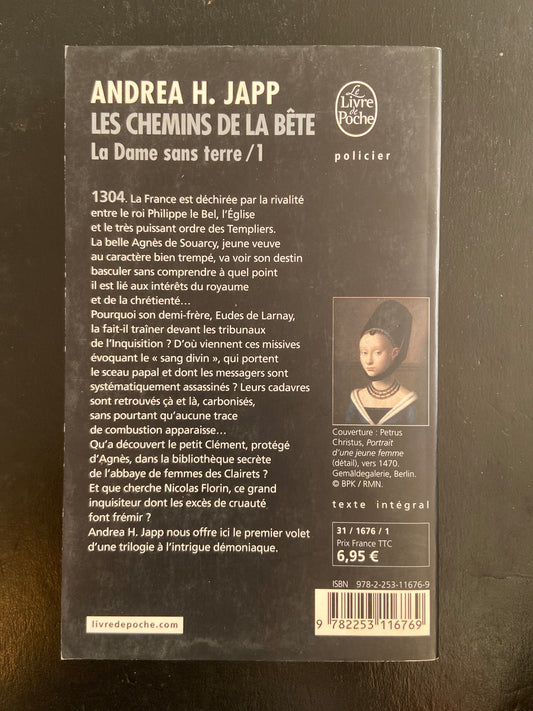 ANDREA H. JAPP
LES CHEMINS DE LA BÊTE
La Dame sans terre / 1
Le
Livre
de
Poche
policier
1304. La France est déchirée par la rivalité
entre le roi Philippe le Bel, l'Église
et le très puissant ordre des Templiers.
La belle Agnès de Souarcy, jeune veuve
au caractère bien trempé, va voir son destin
basculer sans comprendre à quel point
il est lié aux intérêts du royaume
et de la chrétienté…
Pourquoi son demi-frère, Eudes de Larnay,
la fait-il traîner devant les tribunaux
de l'Inquisition ? D'où viennent ces missives
évoquant le « sang divin », qui portent
le sceau papal et dont les messagers sont
systématiquement assassinés ? Leurs cadavres
sont retrouvés çà et là, carbonisés,
sans pourtant qu'aucune trace
de combustion apparaisse…
Qu'a découvert le petit Clément, protégé
d'Agnès, dans la bibliothèque secrète
de l'abbaye de femmes des Clairets ?
Et que cherche Nicolas Florin, ce grand
inquisiteur dont les excès de cruauté
font frémir ?
Andrea H. Japp nous offre ici le premier volet
d'une trilogie à l'intrigue démoniaque.
Couverture : Petrus
Christus, Portrait
d'une jeune femme
(détail), vers 1470.
Gemäldegalerie, Berlin.
© BPK / RMN.
texte intégral
31 / 1676 / 1
Prix France TTC
6,95 €
ISBN 978-2-253-11676-9
9 782253 116769
livredepoche.com